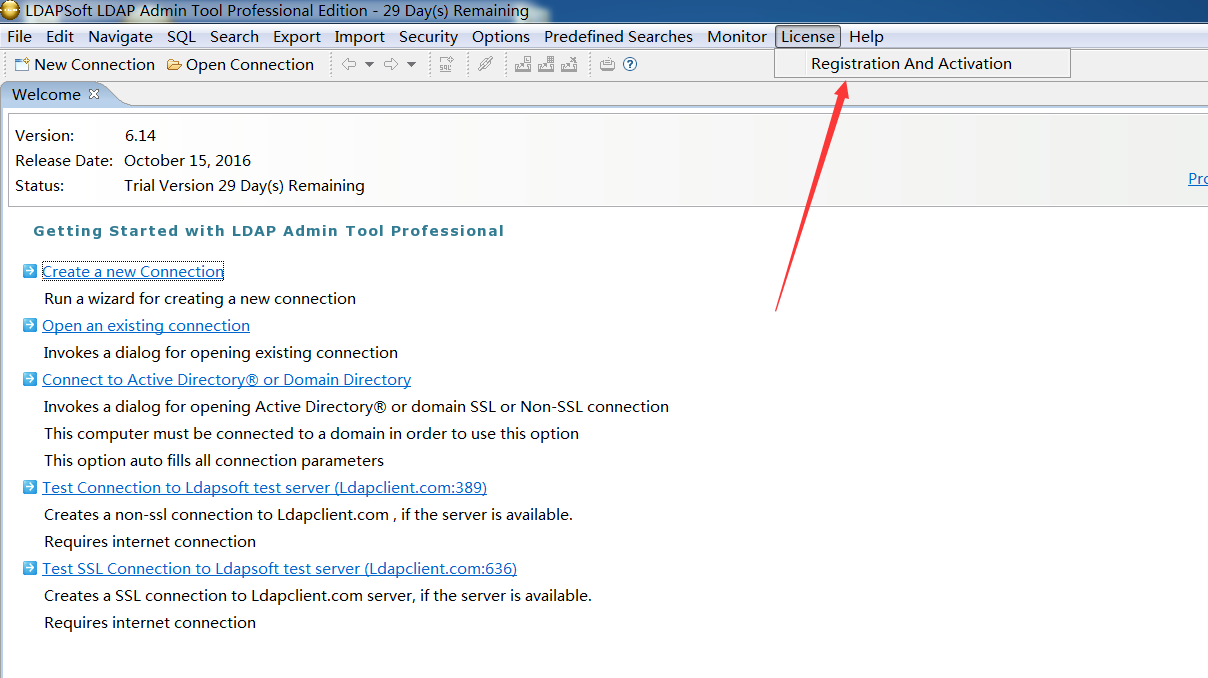 LDAPSoft LDAP Admin Tool Professional Edition - 29 Day(s) Remaining
File Edit Navigate SQL Search Export Import Security Options Predefined Searches Monitor License Help
New Connection Open Connection
Registration And Activation
Welcome
Version: 6.14
Release Date: October 15, 2016
Status: Trial Version 29 Day(s) Remaining
Getting Started with LDAP Admin Tool Professional
Create a new Connection
Run a wizard for creating a new connection
Open an existing connection
Invokes a dialog for opening existing connection
Connect to Active Directory® or Domain Directory
Invokes a dialog for opening Active Directory® or domain SSL or Non-SSL connection
This computer must be connected to a domain in order to use this option
This option auto fills all connection parameters
Test Connection to Ldapsoft test server (Ldapclient.com:389)
Creates a non-ssl connection to Ldapclient.com , if the server is available.
Requires internet connection
Test SSL Connection to Ldapsoft test server (Ldapclient.com:636)
Creates a SSL connection to Ldapclient.com server, if the server is available.
Requires internet connection